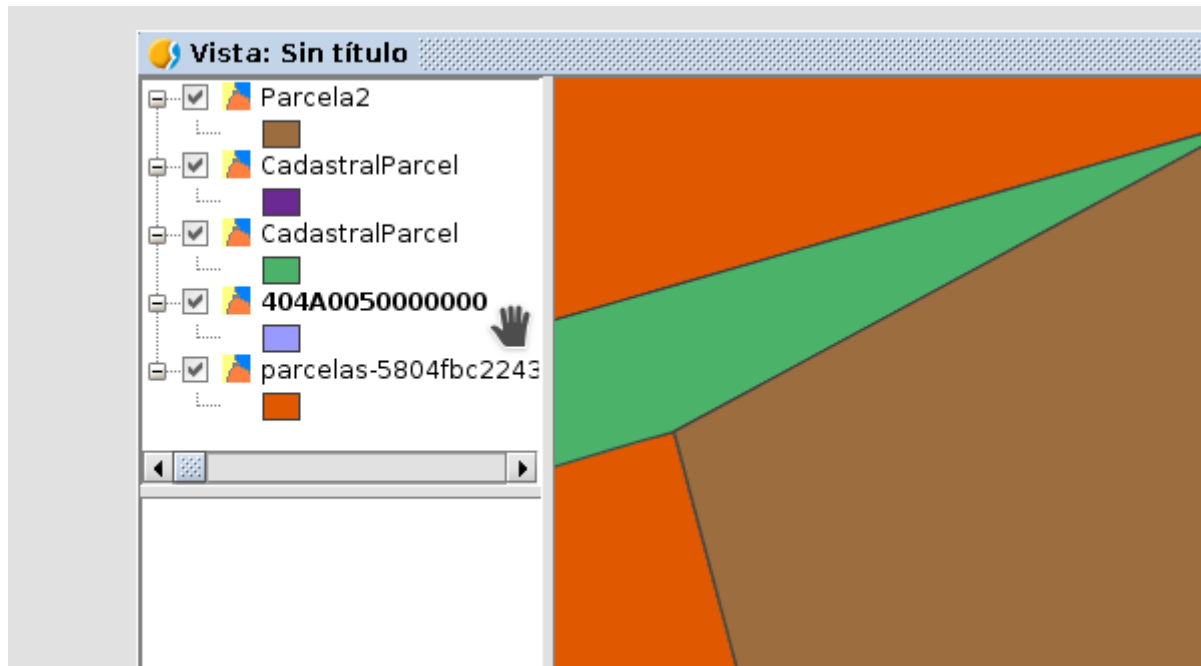 Vista: Sin título
Parcela2
CadastralParcel
CadastralParcel
404A0050000000
parcelas-5804fbc2243